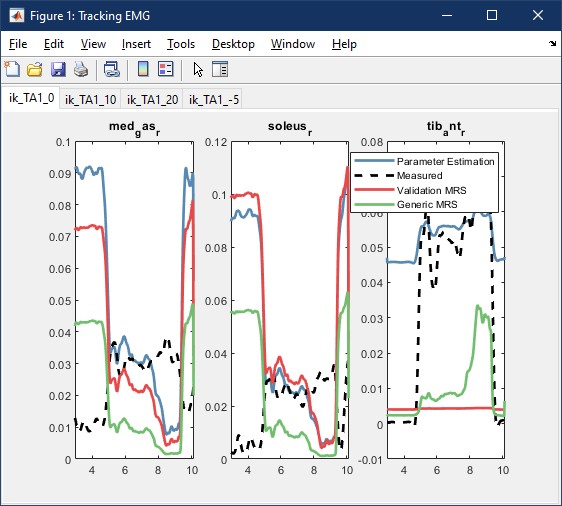 Figure 1: Tracking EMG
File Edit View Insert Tools Desktop Window Help
ik_TA1_0 ik_TA1_10 ik_TA1_20 ik_TA1_-5
med_gas_r soleus_r tib_ant_r
Parameter Estimation
Measured
Validation MRS
Generic MRS
0.1
0.09
0.08
0.07
0.06
0.05
0.04
0.03
0.02
0.01
0
4 6 8 10
0.12
0.1
0.08
0.06
0.04
0.02
0
4 6 8 10
0.08
0.05
0.04
0.03
0.02
0.01
0
-0.01
4 6 8 10